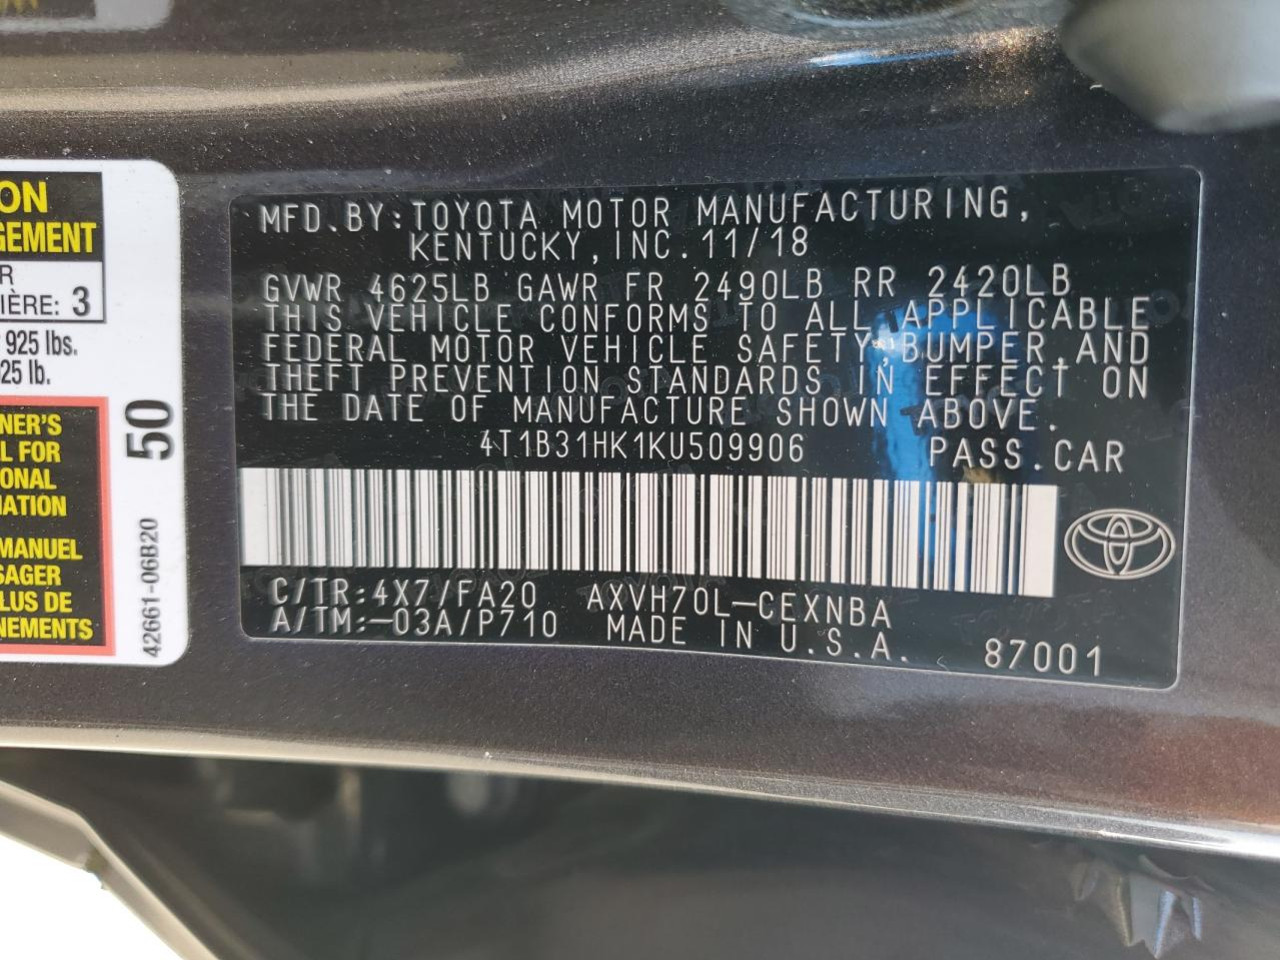 ON
GEMENT
R
IÈRE: 3
925 lbs.
25 lb.
NER'S
L FOR
ONAL
MATION
MANUEL
SAGER
LUS DE
NEMENTS
50
42661-06B20
MFD.BY:TOYOTA MOTOR MANUFACTURING,
KENTUCKY,INC.11/18
GVWR 4625LB GAWR FR 2490LB RR 2420LB
THIS VEHICLE CONFORMS TO ALL APPLICABLE
FEDERAL MOTOR VEHICLE SAFETY,BUMPER,AND
THEFT PREVENTION STANDARDS IN EFFECT ON
THE DATE OF MANUFACTURE SHOWN ABOVE.
4T1B31HK1KU509906 PASS.CAR
C/TR:4X7/FA20 AXVH70L-CEXNBA
A/TM:-03A/P710 MADE IN U.S.A. 87001